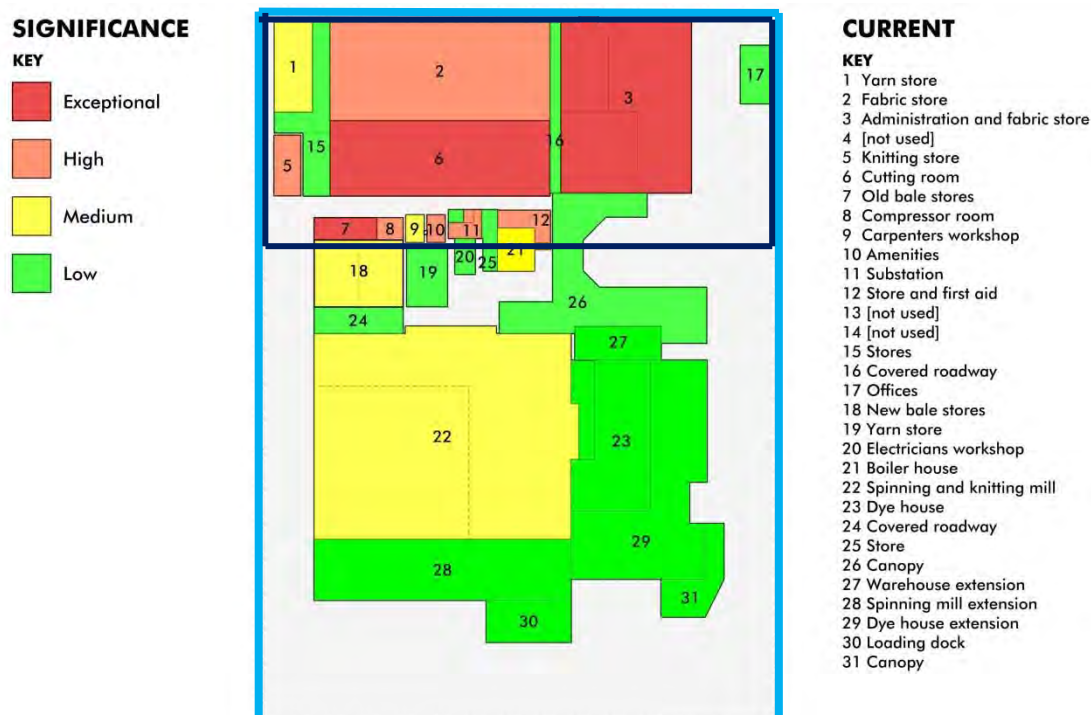 SIGNIFICANCE
KEY
Exceptional
High
Medium
Low
1
2
3
17
15
16
5
6
7
8
9
10
11
12
21
18
19
20
25
26
24
27
22
23
28
29
30
31
CURRENT
KEY
1 Yarn store
2 Fabric store
3 Administration and fabric store
4 [not used]
5 Knitting store
6 Cutting room
7 Old bale stores
8 Compressor room
9 Carpenters workshop
10 Amenities
11 Substation
12 Store and first aid
13 [not used]
14 [not used]
15 Stores
16 Covered roadway
17 Offices
18 New bale stores
19 Yarn store
20 Electricians workshop
21 Boiler house
22 Spinning and knitting mill
23 Dye house
24 Covered roadway
25 Store
26 Canopy
27 Warehouse extension
28 Spinning mill extension
29 Dye house extension
30 Loading dock
31 Canopy